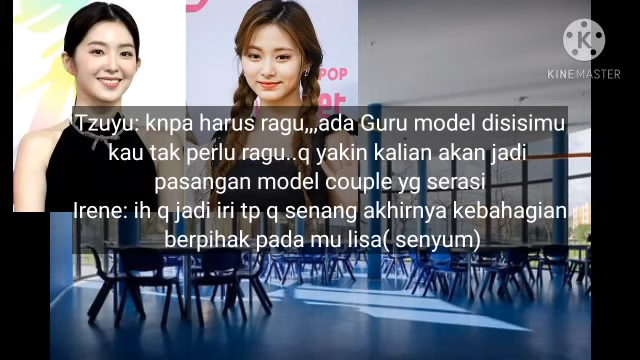 KINEMASTER
POP
Tzuyu: knpa harus ragu,,,ada Guru model disisimu
kau tak perlu ragu..q yakin kalian akan jadi
pasangan model couple yg serasi
Irene: ih q jadi iri tp q senang akhirnya kebahagian
berpihak pada mu lisa( senyum)